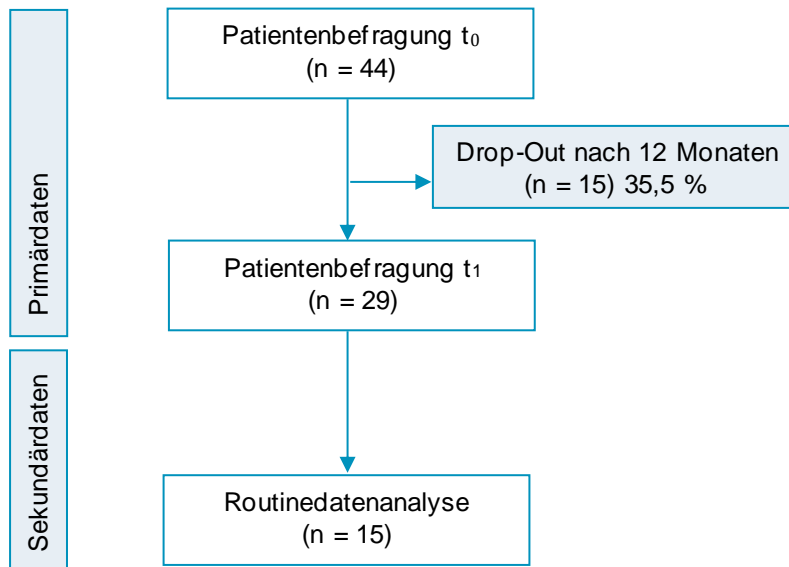 Patientenbefragung t₀
(n = 44)
Drop-Out nach 12 Monaten
(n = 15) 35,5 %
Patientenbefragung t₁
(n = 29)
Primärdaten
Routinedatenanalyse
(n = 15)
Sekundärdaten